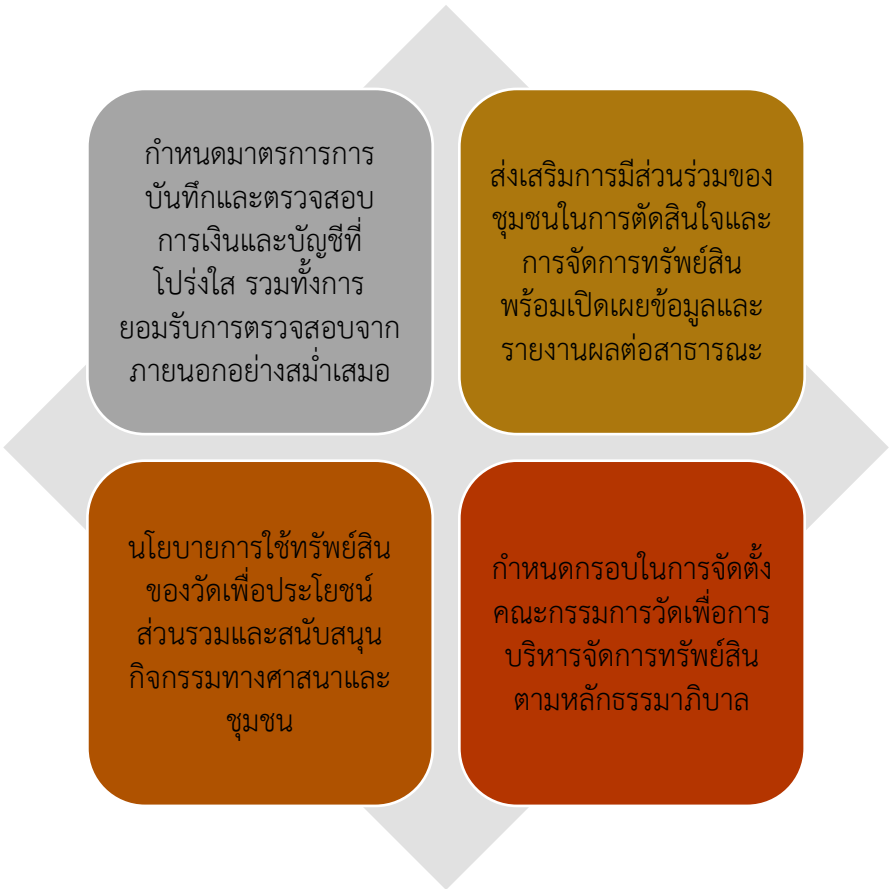 กำหนดมาตรการการ
บันทึกและตรวจสอบ
การเงินและบัญชีที่
โปร่งใส รวมทั้งการ
ยอมรับการตรวจสอบจาก
ภายนอกอย่างสม่ำเสมอ
ส่งเสริมการมีส่วนร่วมของ
ชุมชนในการตัดสินใจและ
การจัดการทรัพย์สิน
พร้อมเปิดเผยข้อมูลและ
รายงานผลต่อสาธารณะ
นโยบายการใช้ทรัพย์สิน
ของวัดเพื่อประโยชน์
ส่วนรวมและสนับสนุน
กิจกรรมทางศาสนาและ
ชุมชน
กำหนดกรอบในการจัดตั้ง
คณะกรรมการวัดเพื่อการ
บริหารจัดการทรัพย์สิน
ตามหลักธรรมาภิบาล